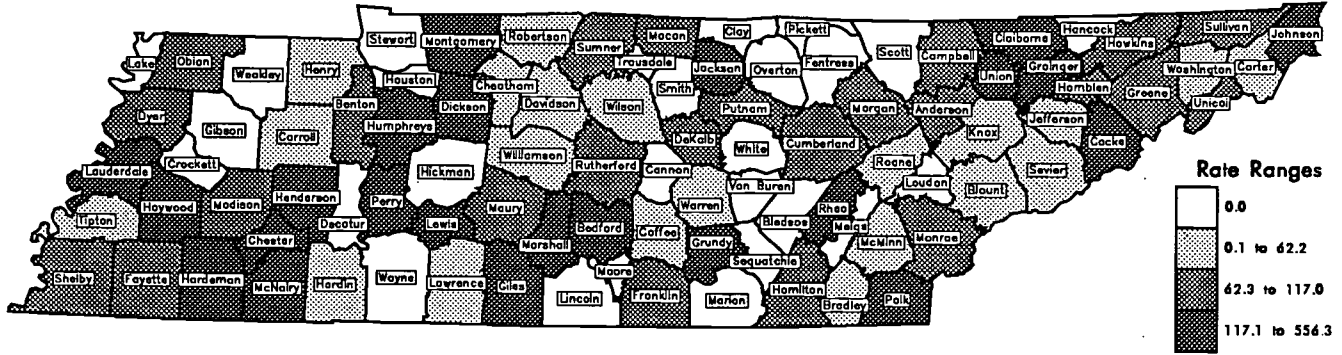 Stewart Montgomery Robertson Sumner Macon Clay Pickett Scott Campbell Claiborne Hancock Hawkins Sullivan Johnson
Lake Obion Weakley Henry Houston Cheatham Trousdale Jackson Overton Fentress Union Grainger Hamblen Washington Carter
Dyer Gibson Carroll Benton Humphreys Dickson Davidson Wilson Smith Putnam Morgan Anderson Knox Jefferson Greene Unicoi
Lauderdale Crockett Hickman Williamson Rutherford Cannon DeKalb White Cumberland Roane Loudon Blount Sevier Cocke
Tipton Haywood Madison Henderson Decatur Perry Lewis Maury Bedford Coffee Warren Van Buren Bledsoe Rhea Meigs McMinn Monroe
Shelby Fayette Hardeman Chester McNairy Hardin Wayne Lawrence Giles Marshall Moore Lincoln Franklin Grundy Sequatchie Marion Hamilton Bradley Polk
Rate Ranges
0.0
0.1 to 62.2
62.3 to 117.0
117.1 to 556.3